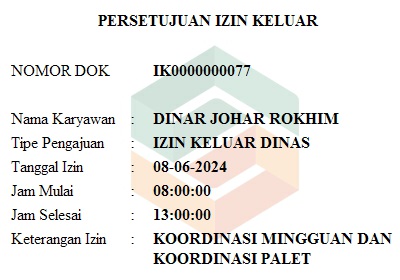 PERSETUJUAN IZIN KELUAR
NOMOR DOK IK0000000077
Nama Karyawan : DINAR JOHAR ROKHIM
Tipe Pengajuan : IZIN KELUAR DINAS
Tanggal Izin : 08-06-2024
Jam Mulai : 08:00:00
Jam Selesai : 13:00:00
Keterangan Izin : KOORDINASI MINGGUAN DAN
KOORDINASI PALET